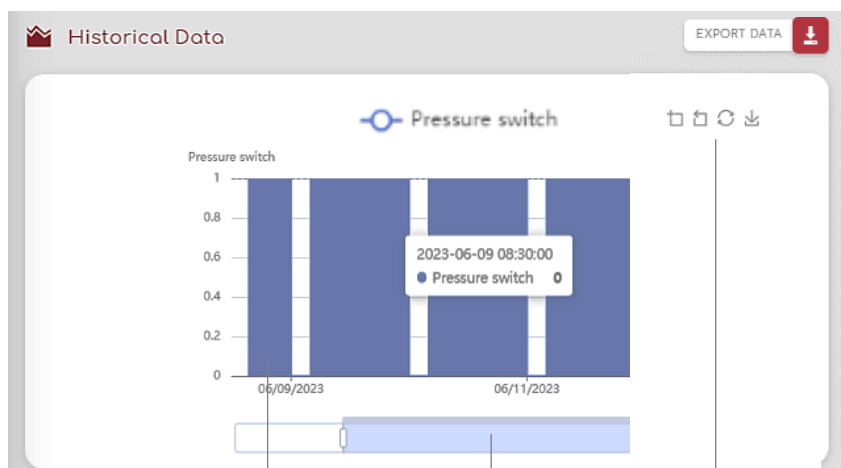 Historical Data
EXPORT DATA
Pressure switch
Pressure switch
1
0.8
0.6
0.4
0.2
0
2023-06-09 08:30:00
Pressure switch 0
06/09/2023 06/11/2023